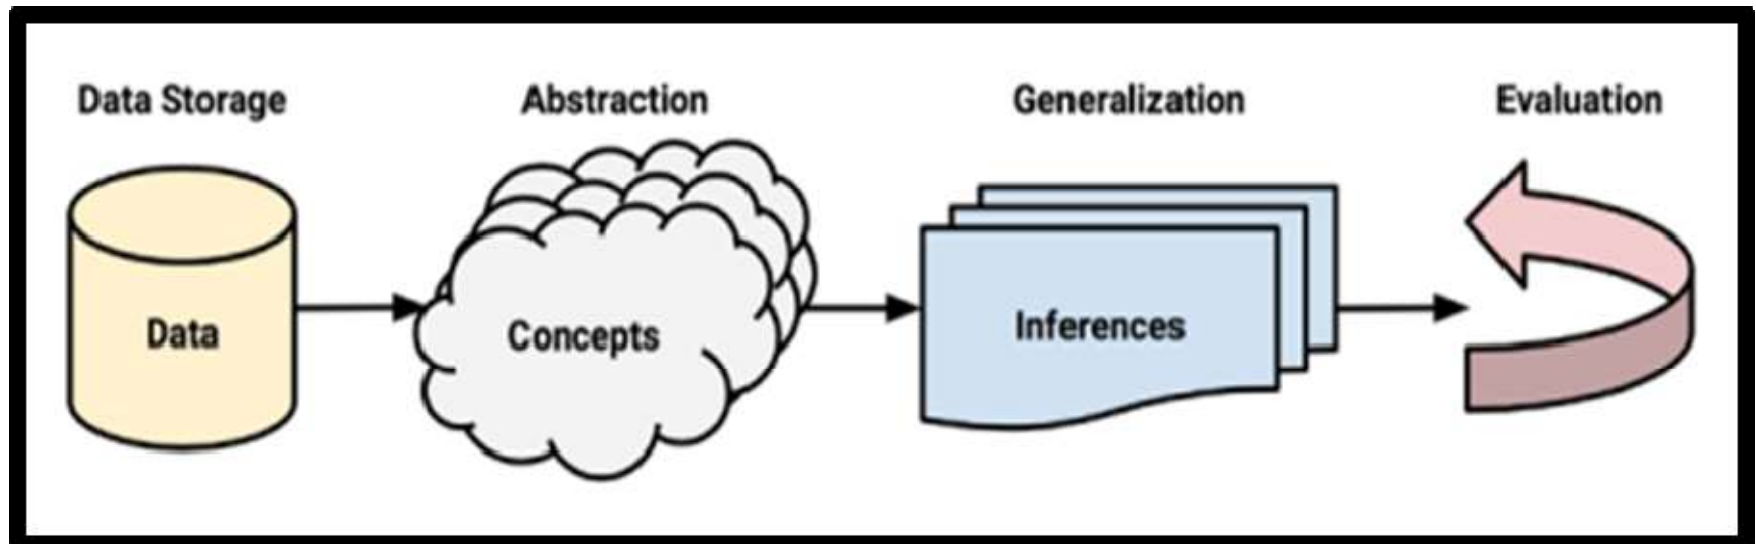 Data Storage
Abstraction
Generalization
Evaluation
Data
Concepts
Inferences